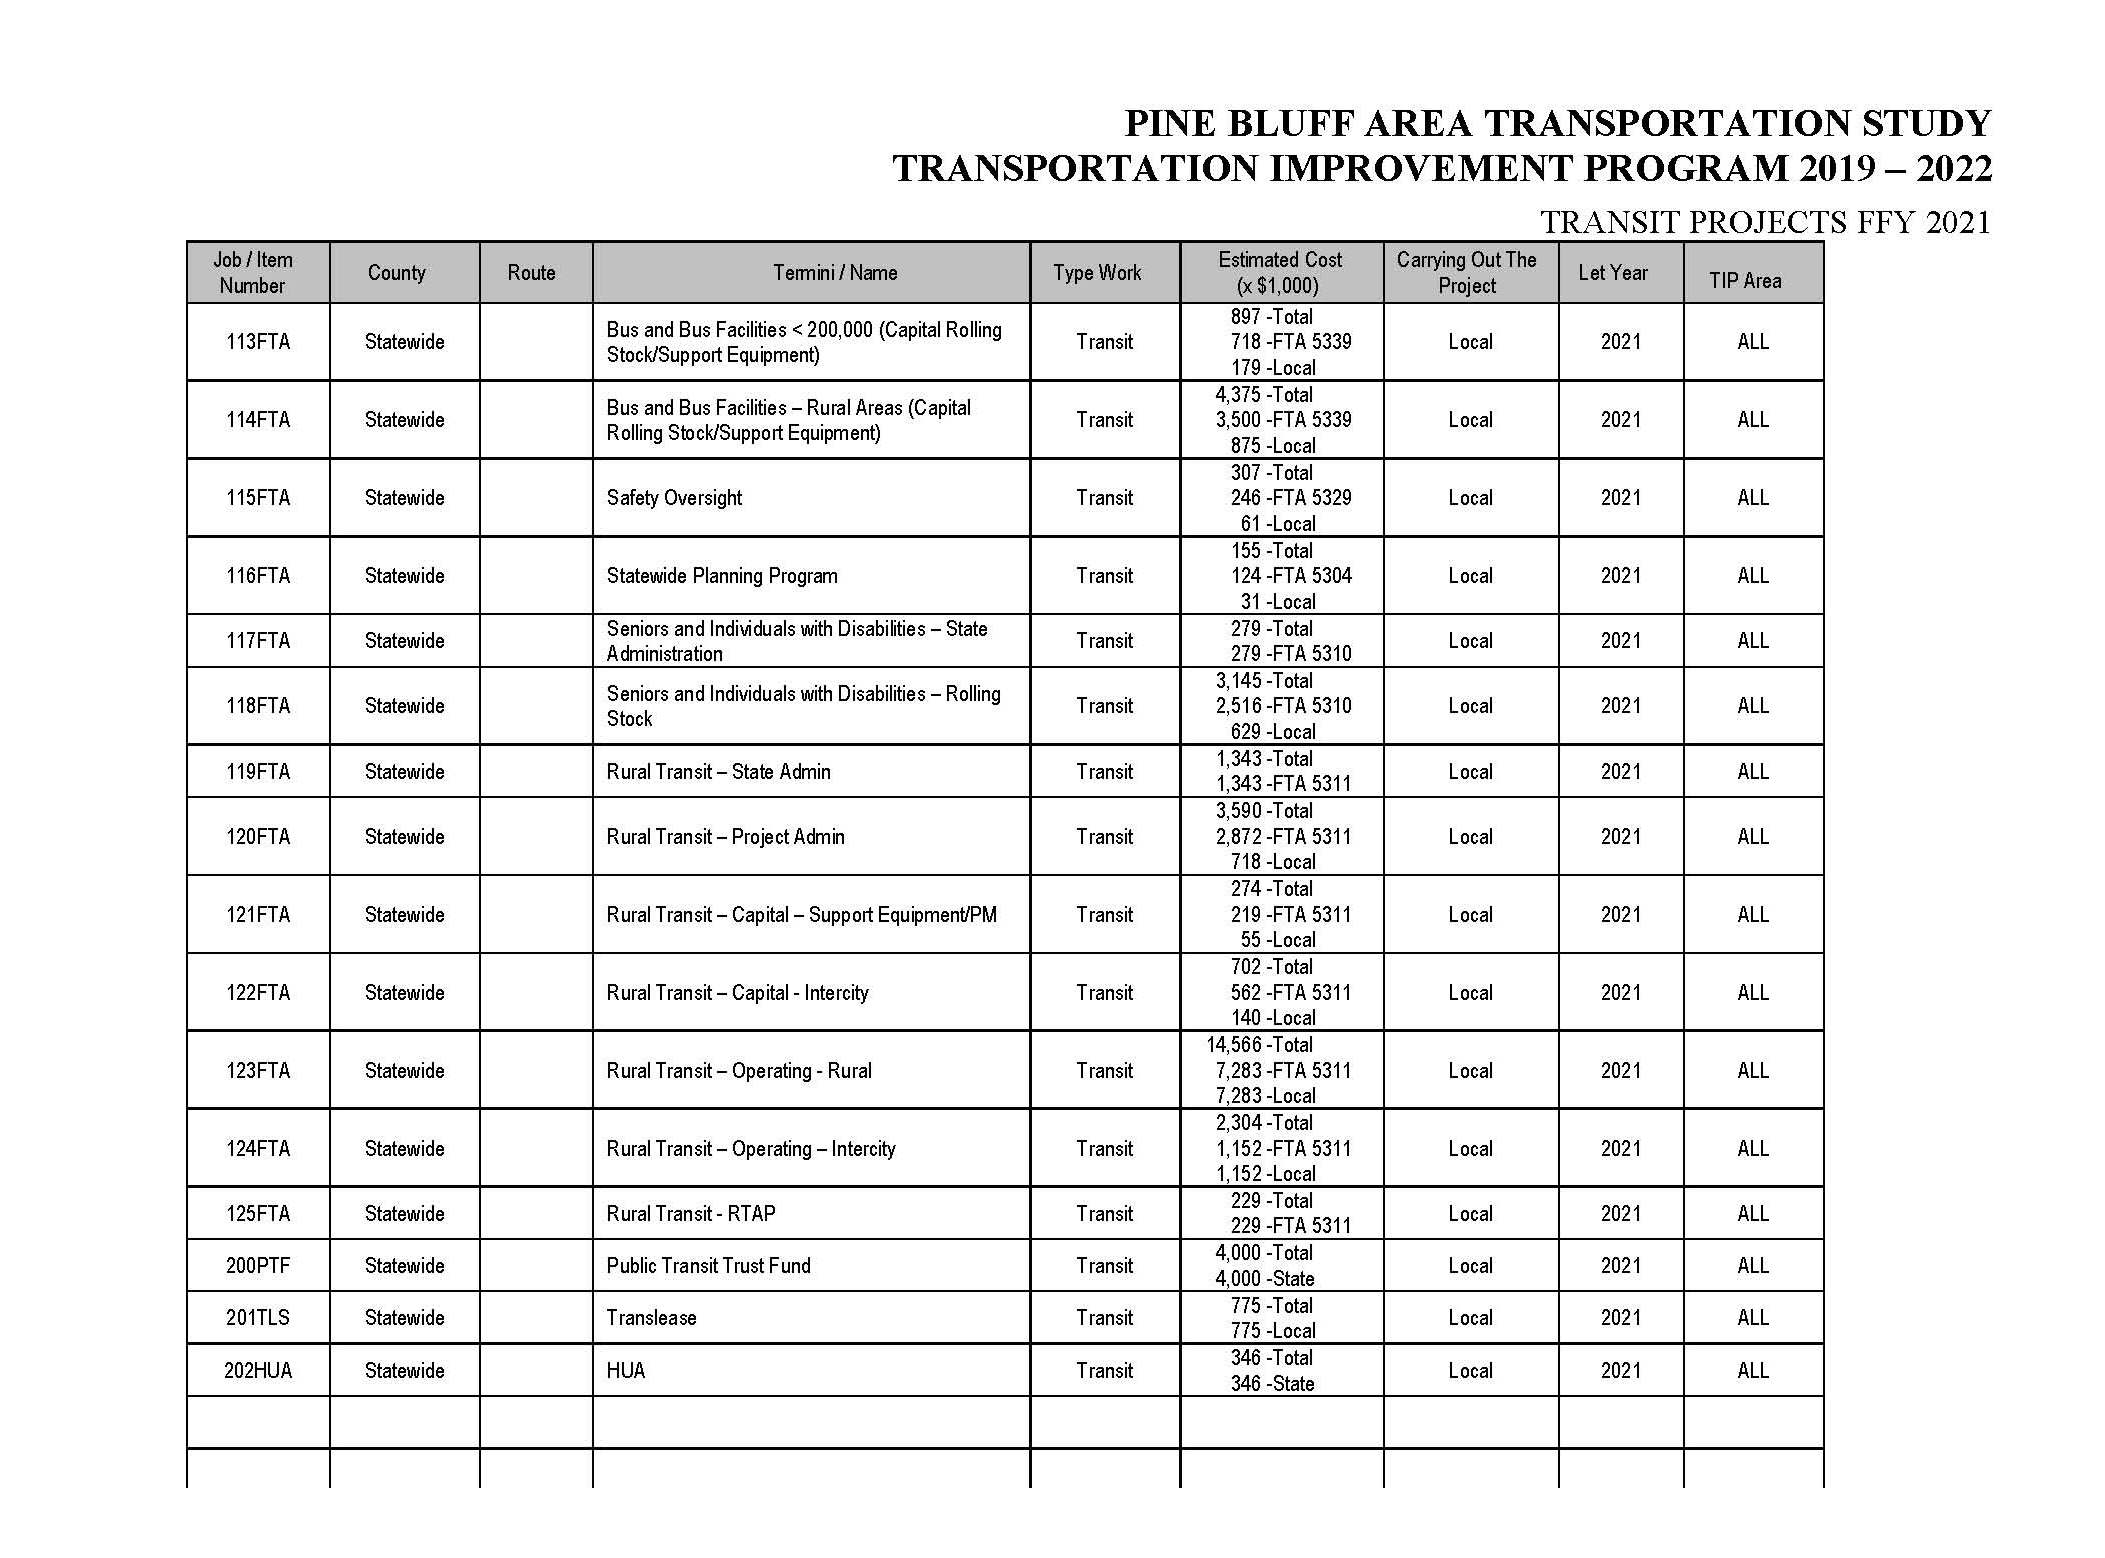 PINE BLUFF AREA TRANSPORTATION STUDY
TRANSPORTATION IMPROVEMENT PROGRAM 2019 – 2022
TRANSIT PROJECTS FFY 2021
Job / Item Number County Route Termini / Name Type Work Estimated Cost (x $1,000) Carrying Out The Project Let Year TIP Area
113FTA Statewide Bus and Bus Facilities < 200,000 (Capital Rolling Stock/Support Equipment) Transit 897 -Total 718 -FTA 5339 179 -Local Local 2021 ALL
114FTA Statewide Bus and Bus Facilities – Rural Areas (Capital Rolling Stock/Support Equipment) Transit 4,375 -Total 3,500 -FTA 5339 875 -Local Local 2021 ALL
115FTA Statewide Safety Oversight Transit 307 -Total 246 -FTA 5329 61 -Local Local 2021 ALL
116FTA Statewide Statewide Planning Program Transit 155 -Total 124 -FTA 5304 31 -Local Local 2021 ALL
117FTA Statewide Seniors and Individuals with Disabilities – State Administration Transit 279 -Total 279 -FTA 5310 Local 2021 ALL
118FTA Statewide Seniors and Individuals with Disabilities – Rolling Stock Transit 3,145 -Total 2,516 -FTA 5310 629 -Local Local 2021 ALL
119FTA Statewide Rural Transit – State Admin Transit 1,343 -Total 1,343 -FTA 5311 Local 2021 ALL
120FTA Statewide Rural Transit – Project Admin Transit 3,590 -Total 2,872 -FTA 5311 718 -Local Local 2021 ALL
121FTA Statewide Rural Transit – Capital – Support Equipment/PM Transit 274 -Total 219 -FTA 5311 55 -Local Local 2021 ALL
122FTA Statewide Rural Transit – Capital - Intercity Transit 702 -Total 562 -FTA 5311 140 -Local Local 2021 ALL
123FTA Statewide Rural Transit – Operating - Rural Transit 14,566 -Total 7,283 -FTA 5311 7,283 -Local Local 2021 ALL
124FTA Statewide Rural Transit – Operating – Intercity Transit 2,304 -Total 1,152 -FTA 5311 1,152 -Local Local 2021 ALL
125FTA Statewide Rural Transit - RTAP Transit 229 -Total 229 -FTA 5311 Local 2021 ALL
200PTF Statewide Public Transit Trust Fund Transit 4,000 -Total 4,000 -State Local 2021 ALL
201TLS Statewide Translease Transit 775 -Total 775 -Local Local 2021 ALL
202HUA Statewide HUA Transit 346 -Total 346 -State Local 2021 ALL